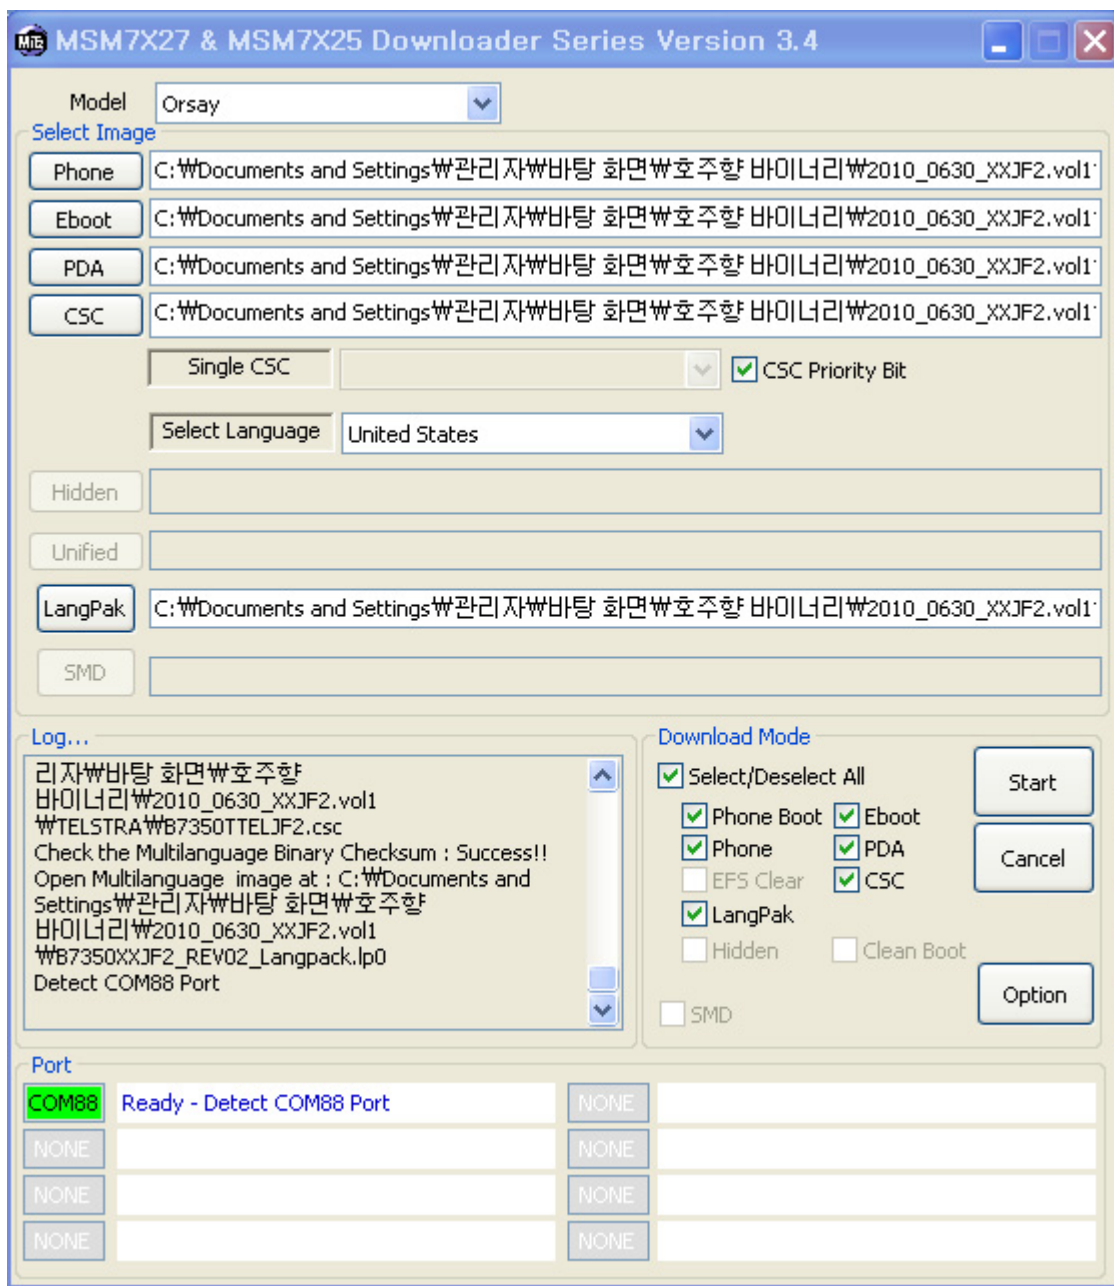 MSM7X27 & MSM7X25 Downloader Series Version 3.4
Model Orsay
Select Image
Phone C:₩Documents and Settings₩관리자₩바탕 화면₩호주향 바이너리₩2010_0630_XXJF2.vol1
Eboot C:₩Documents and Settings₩관리자₩바탕 화면₩호주향 바이너리₩2010_0630_XXJF2.vol1
PDA C:₩Documents and Settings₩관리자₩바탕 화면₩호주향 바이너리₩2010_0630_XXJF2.vol1
CSC C:₩Documents and Settings₩관리자₩바탕 화면₩호주향 바이너리₩2010_0630_XXJF2.vol1
Single CSC CSC Priority Bit
Select Language United States
Hidden
Unified
LangPak C:₩Documents and Settings₩관리자₩바탕 화면₩호주향 바이너리₩2010_0630_XXJF2.vol1
SMD
Log...
리자₩바탕 화면₩호주향
바이너리₩2010_0630_XXJF2.vol1
₩TELSTRA₩B7350TTELJF2.csc
Check the Multilanguage Binary Checksum : Success!!
Open Multilanguage image at : C:₩Documents and
Settings₩관리자₩바탕 화면₩호주향
바이너리₩2010_0630_XXJF2.vol1
₩B7350XXJF2_REV02_Langpack.lp0
Detect COM88 Port
Download Mode
Select/Deselect All
Phone Boot Eboot
Phone PDA
EFS Clear CSC
LangPak
Hidden Clean Boot
SMD
Start
Cancel
Option
Port
COM88 Ready - Detect COM88 Port NONE
NONE NONE
NONE NONE
NONE NONE